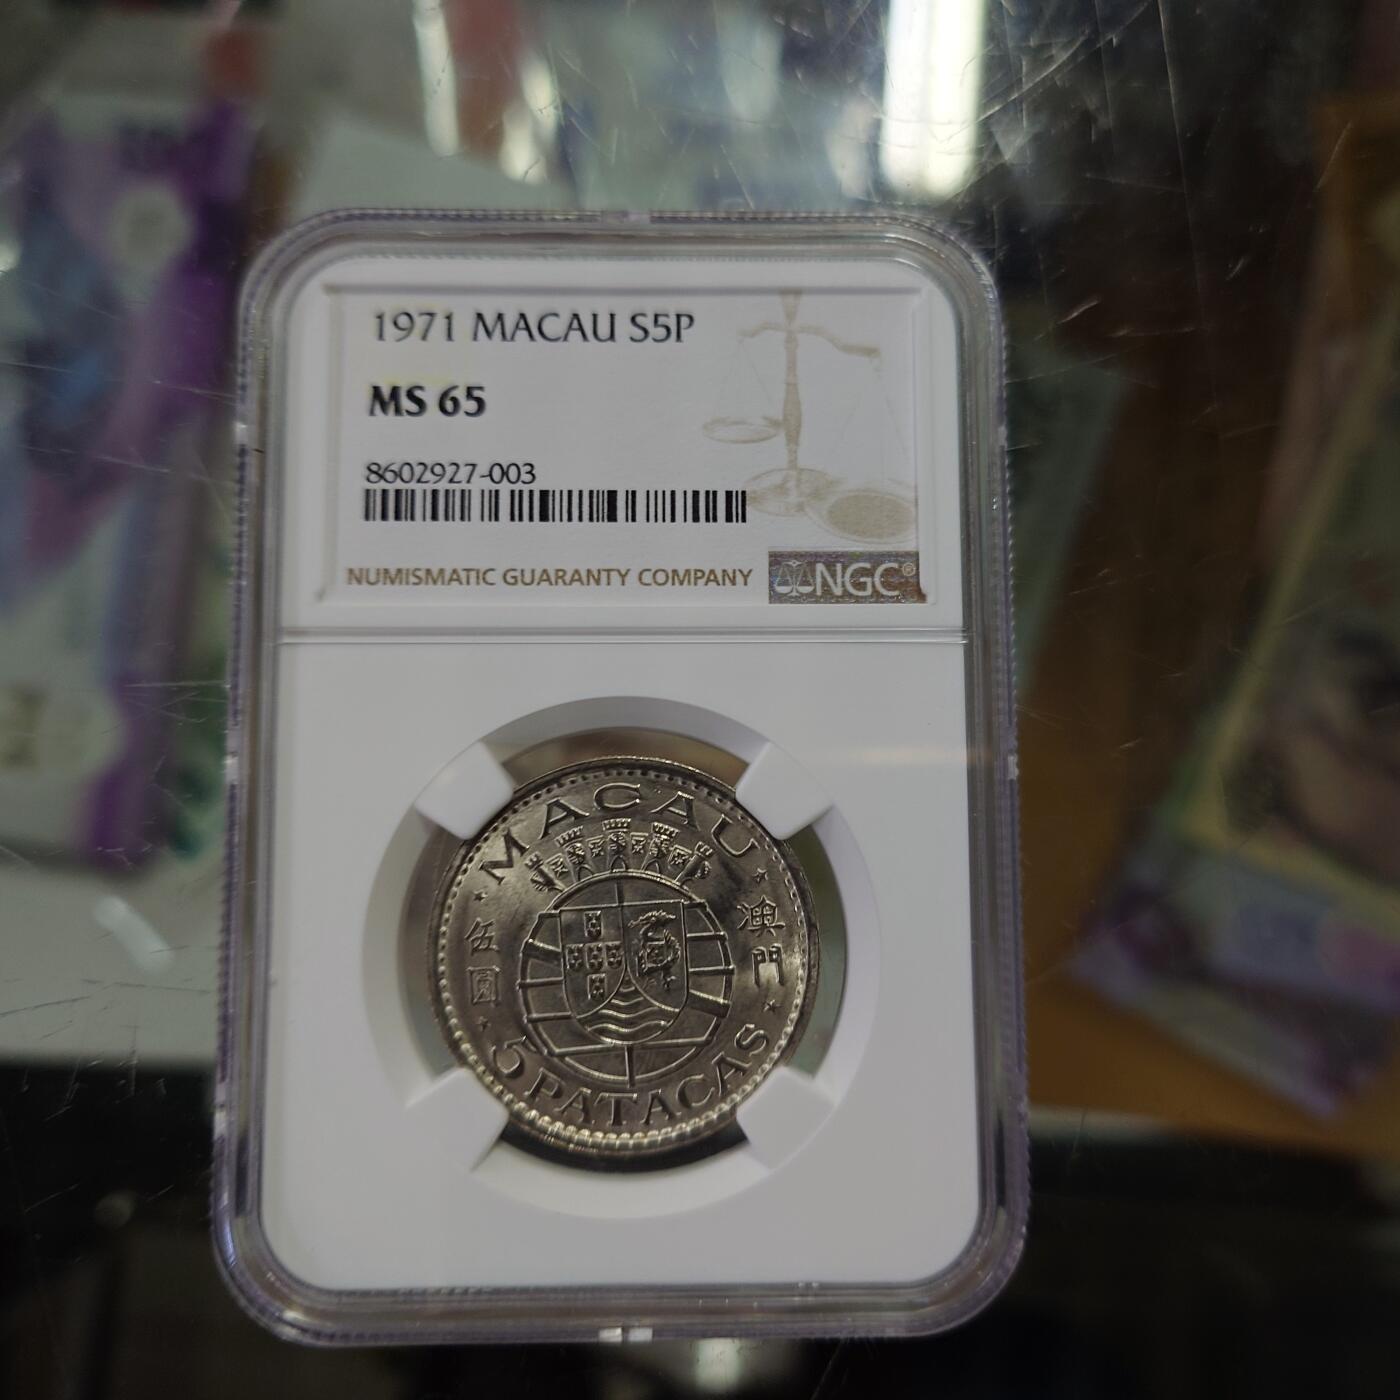 1971 MACAU S5P
MS 65
8602927-003
NUMISMATIC GUARANTY COMPANY
NGC®
MACAU
伍圓
澳門
5 PATACAS